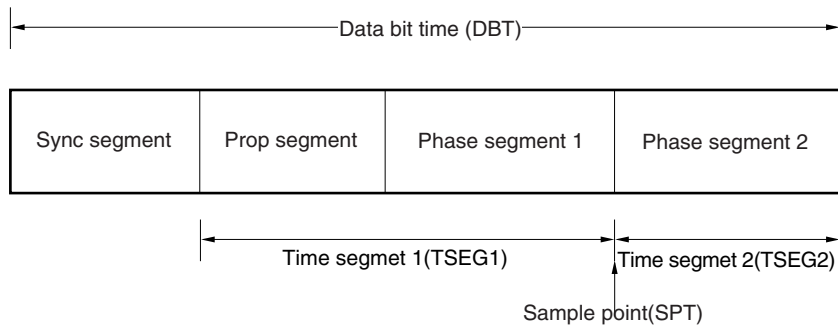 Data bit time (DBT)
Sync segment
Prop segment
Phase segment 1
Phase segment 2
Time segmet 1(TSEG1)
Time segmet 2(TSEG2)
Sample point(SPT)